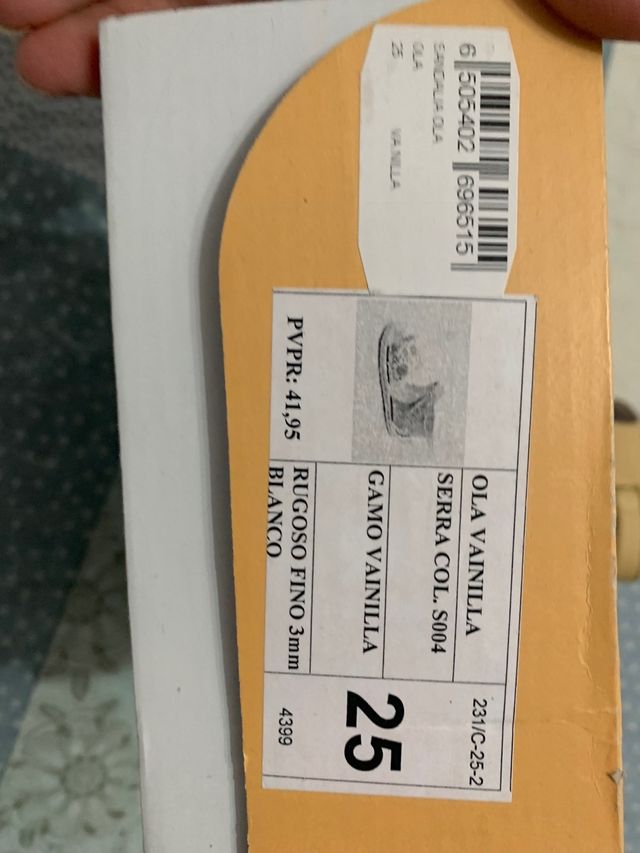 6 505402 696515
SANDALIA OLA
OLA
25 VAINILLA
PVPR: 41,95
OLA VAINILLA
SERRA COL. S004
GAMO VAINILLA
RUGOSO FINO 3mm
BLANCO
231/C-25-2
25
4399